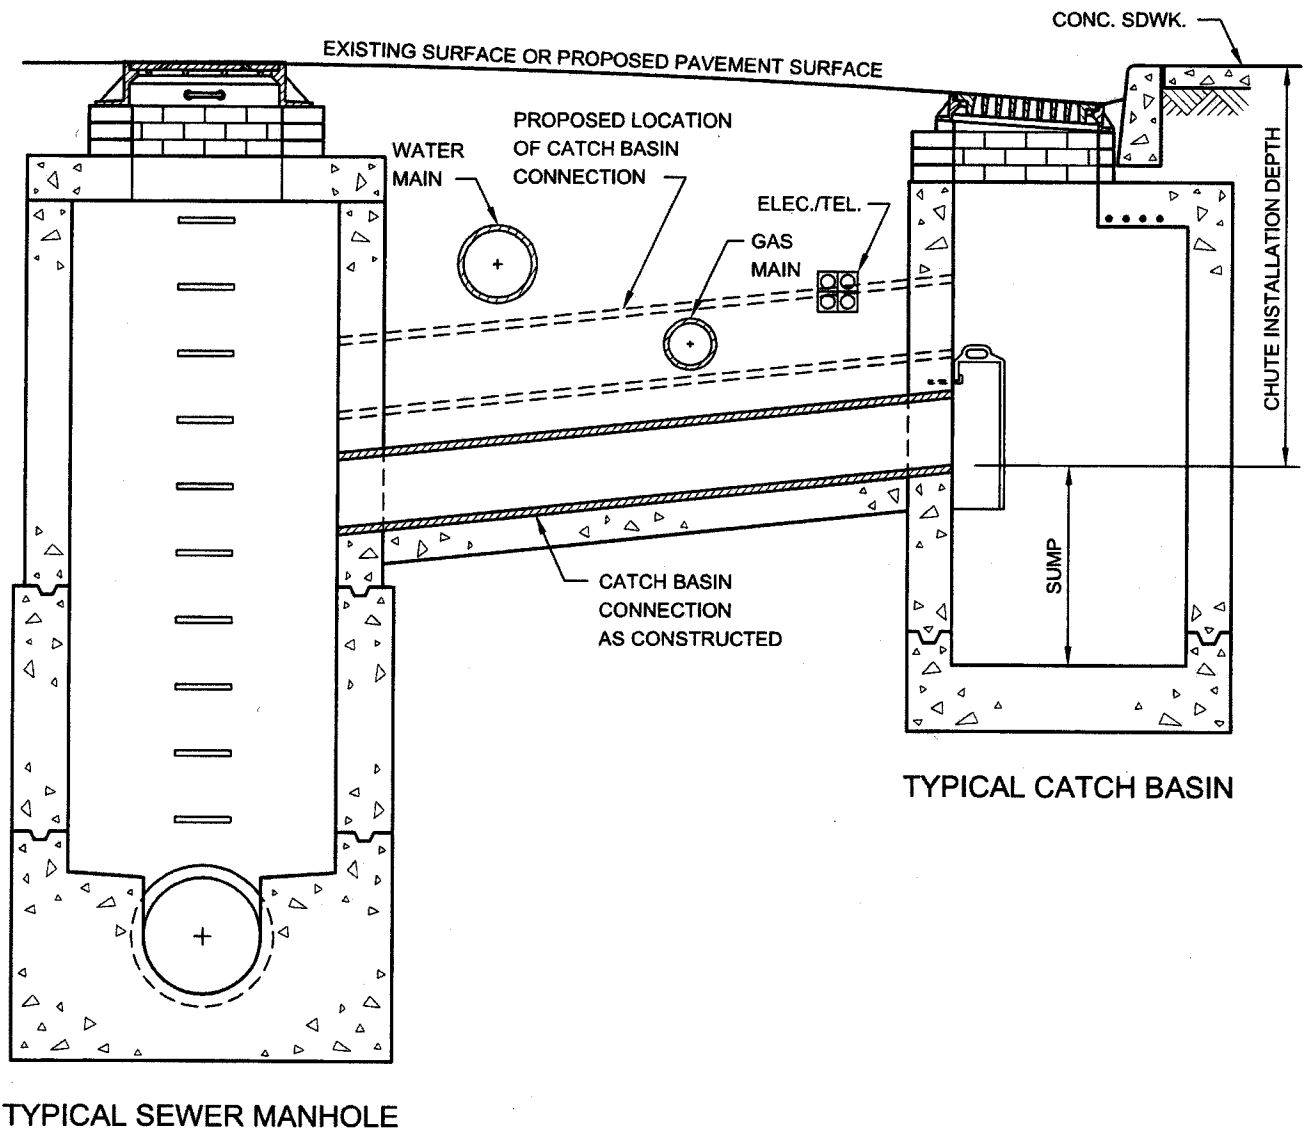 CONC. SDWK.
EXISTING SURFACE OR PROPOSED PAVEMENT SURFACE
PROPOSED LOCATION
OF CATCH BASIN
CONNECTION
WATER
MAIN
ELEC./TEL.
GAS
MAIN
CHUTE INSTALLATION DEPTH
SUMP
CATCH BASIN
CONNECTION
AS CONSTRUCTED
TYPICAL CATCH BASIN
TYPICAL SEWER MANHOLE